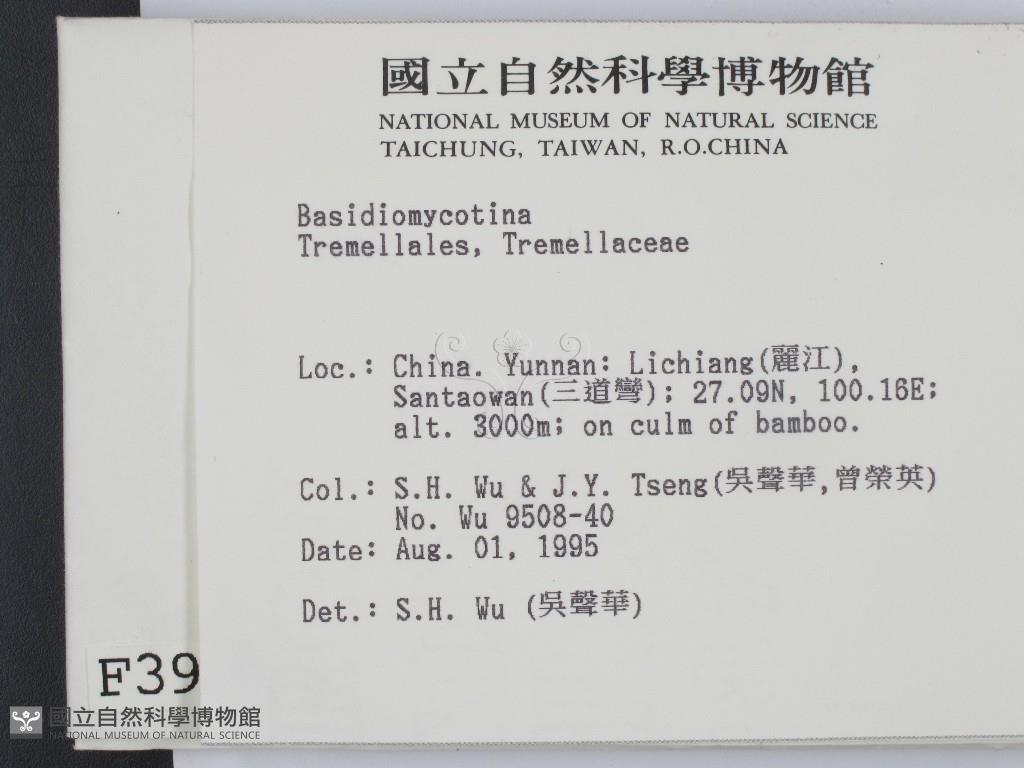 國立自然科學博物館
NATIONAL MUSEUM OF NATURAL SCIENCE
TAICHUNG, TAIWAN, R.O.CHINA
Basidiomycotina
Tremellales, Tremellaceae
Loc.: China. Yunnan: Lichiang(麗江),
Santaowan(三道彎); 27.09N, 100.16E;
alt. 3000m; on culm of bamboo.
Col.: S.H. Wu & J.Y. Tseng(吳聲華,曾榮英)
No. Wu 9508-40
Date: Aug. 01, 1995
Det.: S.H. Wu (吳聲華)
F39
國立自然科學博物館
NATIONAL MUSEUM OF NATURAL SCIENCE